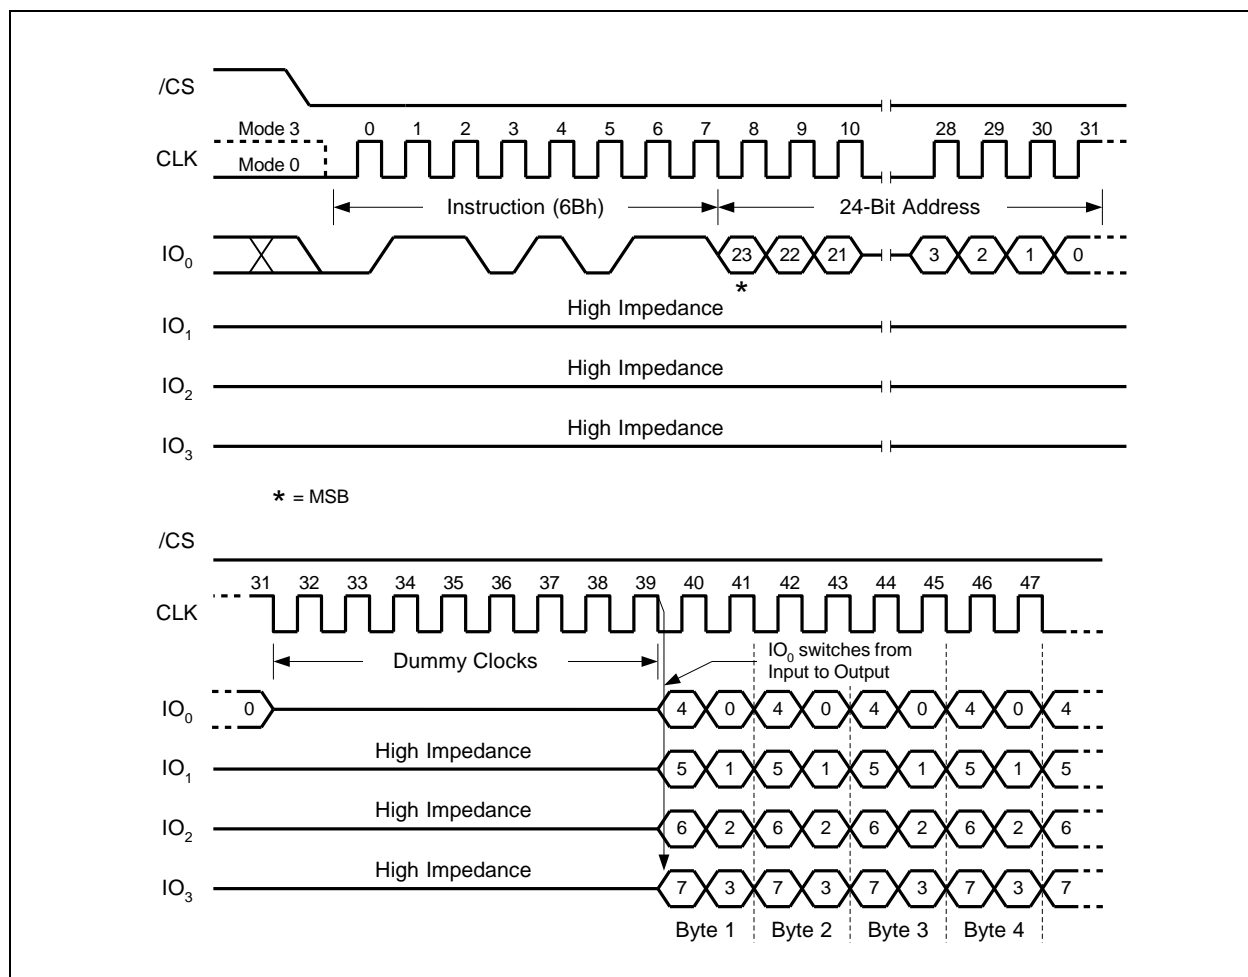 /CS
Mode 3 0 1 2 3 4 5 6 7 8 9 10 28 29 30 31
CLK
Mode 0
Instruction (6Bh) 24-Bit Address
IO0 23 22 21 3 2 1 0
*
High Impedance
IO1
High Impedance
IO2
High Impedance
IO3
* = MSB
/CS
31 32 33 34 35 36 37 38 39 40 41 42 43 44 45 46 47
CLK
Dummy Clocks
IO0 switches from
Input to Output
IO0 0 4 0 4 0 4 0 4 0 4
High Impedance
IO1 5 1 5 1 5 1 5 1 5
High Impedance
IO2 6 2 6 2 6 2 6 2 6
High Impedance
IO3 7 3 7 3 7 3 7 3 7
Byte 1 Byte 2 Byte 3 Byte 4